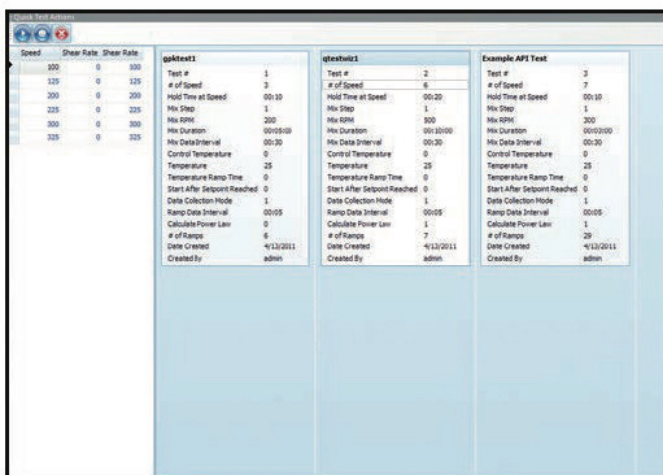 Quick Test Actions
Speed Shear Rate Shear Rate
100 0 100
125 0 125
200 0 200
225 0 225
300 0 300
325 0 325
gpktest1
Test # 1
# of Speed 3
Hold Time at Speed 00:10
Mix Step 1
Mix RPM 200
Mix Duration 00:05:00
Mix Data Interval 00:30
Control Temperature 0
Temperature 25
Temperature Ramp Time 0
Start After Setpoint Reached 0
Data Collection Mode 1
Ramp Data Interval 00:05
Calculate Power Law 0
# of Ramps 6
Date Created 4/13/2011
Created By admin
qtestwiz1
Test # 2
# of Speed 6
Hold Time at Speed 00:20
Mix Step 1
Mix RPM 500
Mix Duration 00:10:00
Mix Data Interval 00:30
Control Temperature 0
Temperature 25
Temperature Ramp Time 0
Start After Setpoint Reached 0
Data Collection Mode 1
Ramp Data Interval 00:05
Calculate Power Law 1
# of Ramps 7
Date Created 4/13/2011
Created By admin
Example API Test
Test # 3
# of Speed 7
Hold Time at Speed 00:10
Mix Step 1
Mix RPM 300
Mix Duration 00:03:00
Mix Data Interval 00:30
Control Temperature 0
Temperature 25
Temperature Ramp Time 0
Start After Setpoint Reached 0
Data Collection Mode 1
Ramp Data Interval 00:05
Calculate Power Law 1
# of Ramps 29
Date Created 4/13/2011
Created By admin